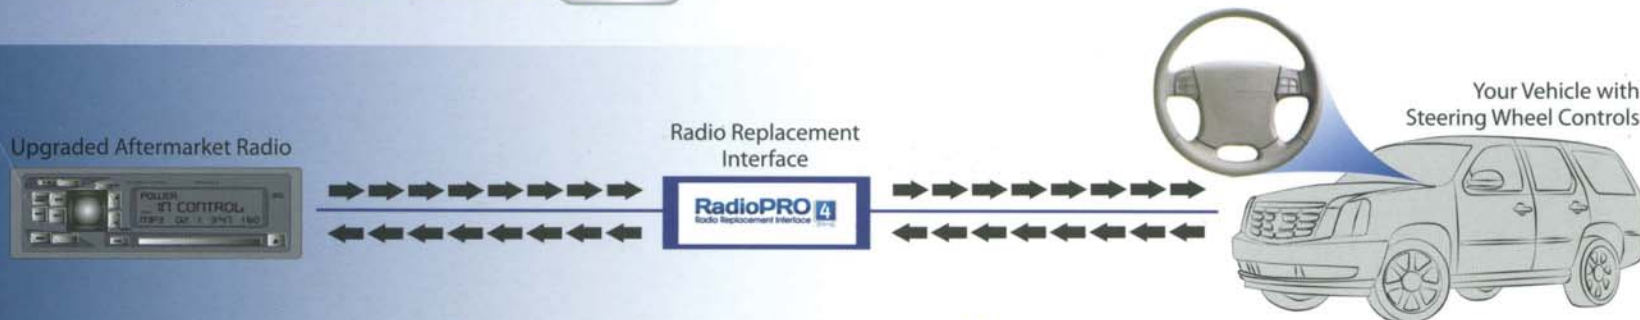 Upgraded Aftermarket Radio
POWER
IN CONTROL
Radio Replacement
Interface
RadioPRO 4
Radio Replacement Interface
Your Vehicle with
Steering Wheel Controls